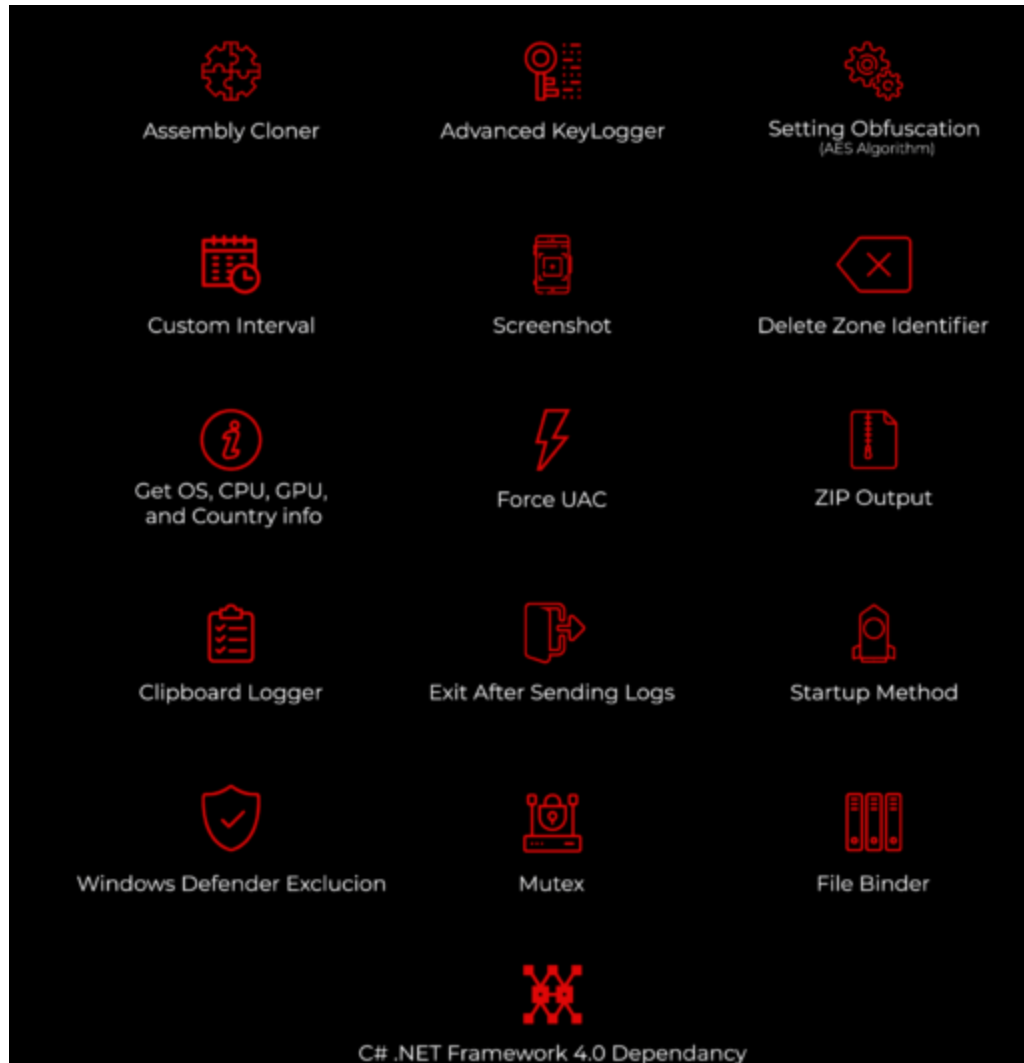 Assembly Cloner
Advanced KeyLogger
Setting Obfuscation
(AES Algorithm)
Custom Interval
Screenshot
Delete Zone Identifier
Get OS, CPU, GPU,
and Country info
Force UAC
ZIP Output
Clipboard Logger
Exit After Sending Logs
Startup Method
Windows Defender Exclucion
Mutex
File Binder
C# .NET Framework 4.0 Dependancy